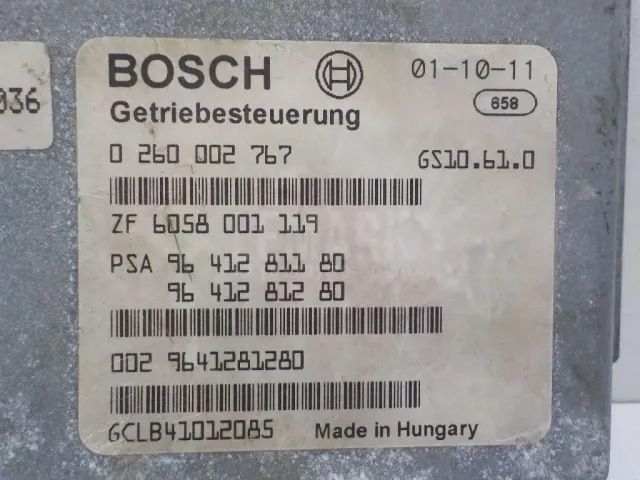 BOSCH 01-10-11
658
Getriebesteuerung
036
0 260 002 767 GS10.61.0
ZF 6058 001 119
PSA 96 412 811 80
96 412 812 80
002 9641281280
GCLB41012085 Made in Hungary